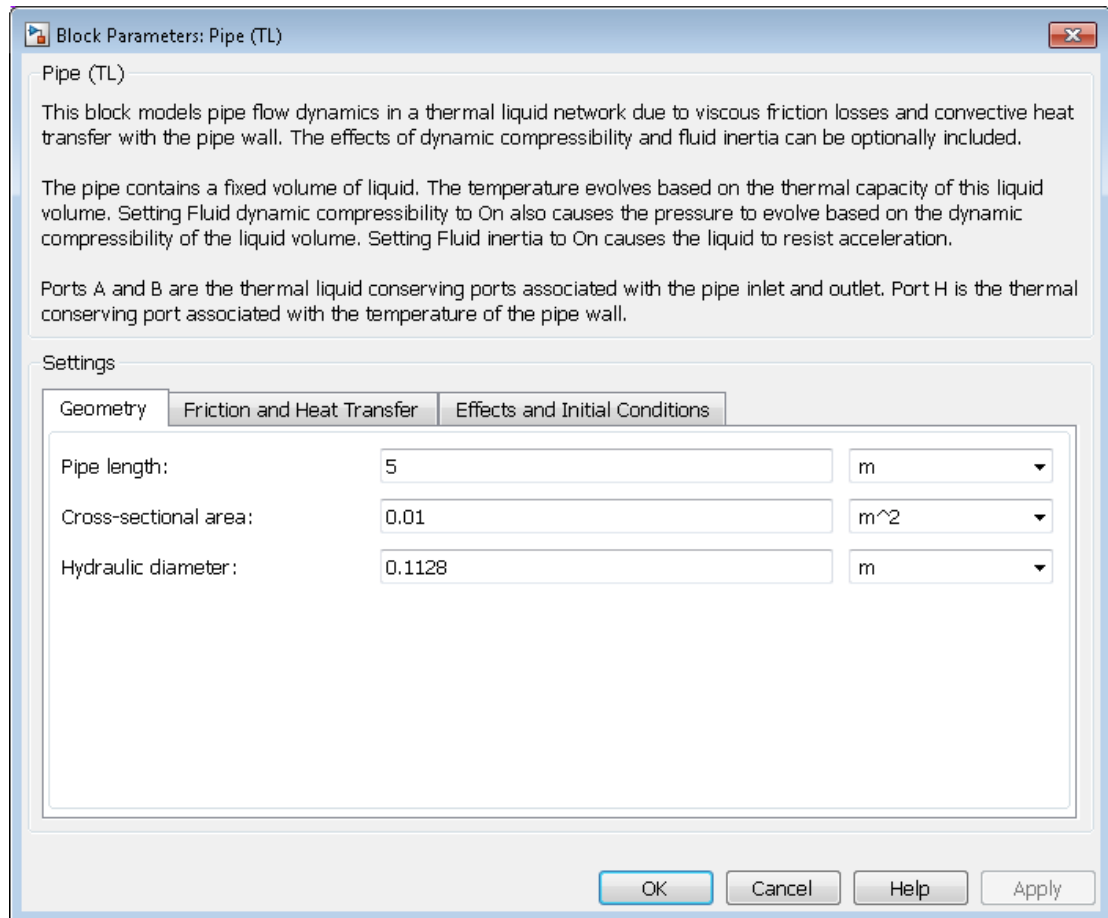 Block Parameters: Pipe (TL)
Pipe (TL)
This block models pipe flow dynamics in a thermal liquid network due to viscous friction losses and convective heat
transfer with the pipe wall. The effects of dynamic compressibility and fluid inertia can be optionally included.
The pipe contains a fixed volume of liquid. The temperature evolves based on the thermal capacity of this liquid
volume. Setting Fluid dynamic compressibility to On also causes the pressure to evolve based on the dynamic
compressibility of the liquid volume. Setting Fluid inertia to On causes the liquid to resist acceleration.
Ports A and B are the thermal liquid conserving ports associated with the pipe inlet and outlet. Port H is the thermal
conserving port associated with the temperature of the pipe wall.
Settings
Geometry Friction and Heat Transfer Effects and Initial Conditions
Pipe length: 5 m
Cross-sectional area: 0.01 m^2
Hydraulic diameter: 0.1128 m
OK Cancel Help Apply